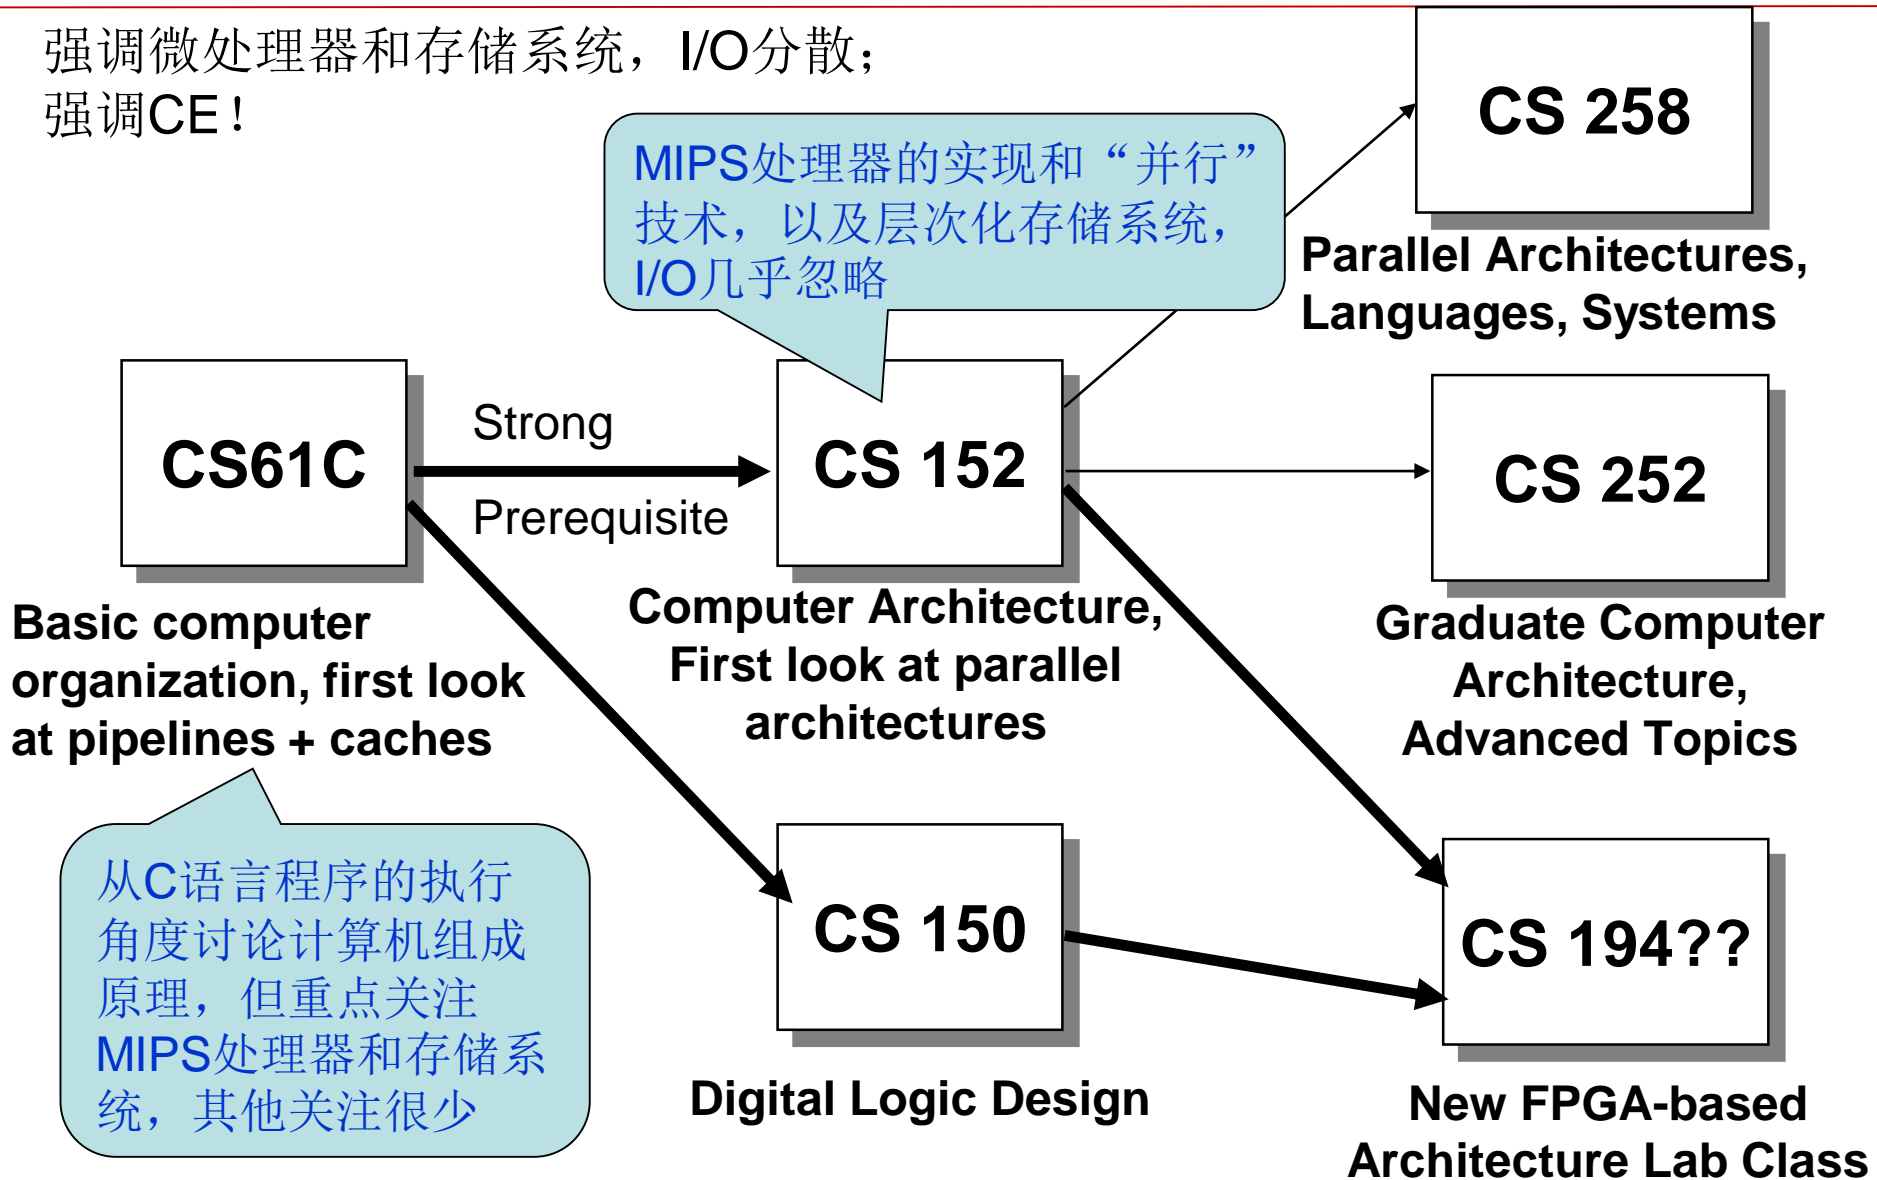 强调微处理器和存储系统，I/O分散；
强调CE！
MIPS处理器的实现和“并行”
技术，以及层次化存储系统，
I/O几乎忽略
CS 258
Parallel Architectures,
Languages, Systems
CS61C
Strong
Prerequisite
CS 152
CS 252
Basic computer
organization, first look
at pipelines + caches
Computer Architecture,
First look at parallel
architectures
Graduate Computer
Architecture,
Advanced Topics
从C语言程序的执行
角度讨论计算机组成
原理，但重点关注
MIPS处理器和存储系
统，其他关注很少
CS 150
CS 194??
Digital Logic Design
New FPGA-based
Architecture Lab Class